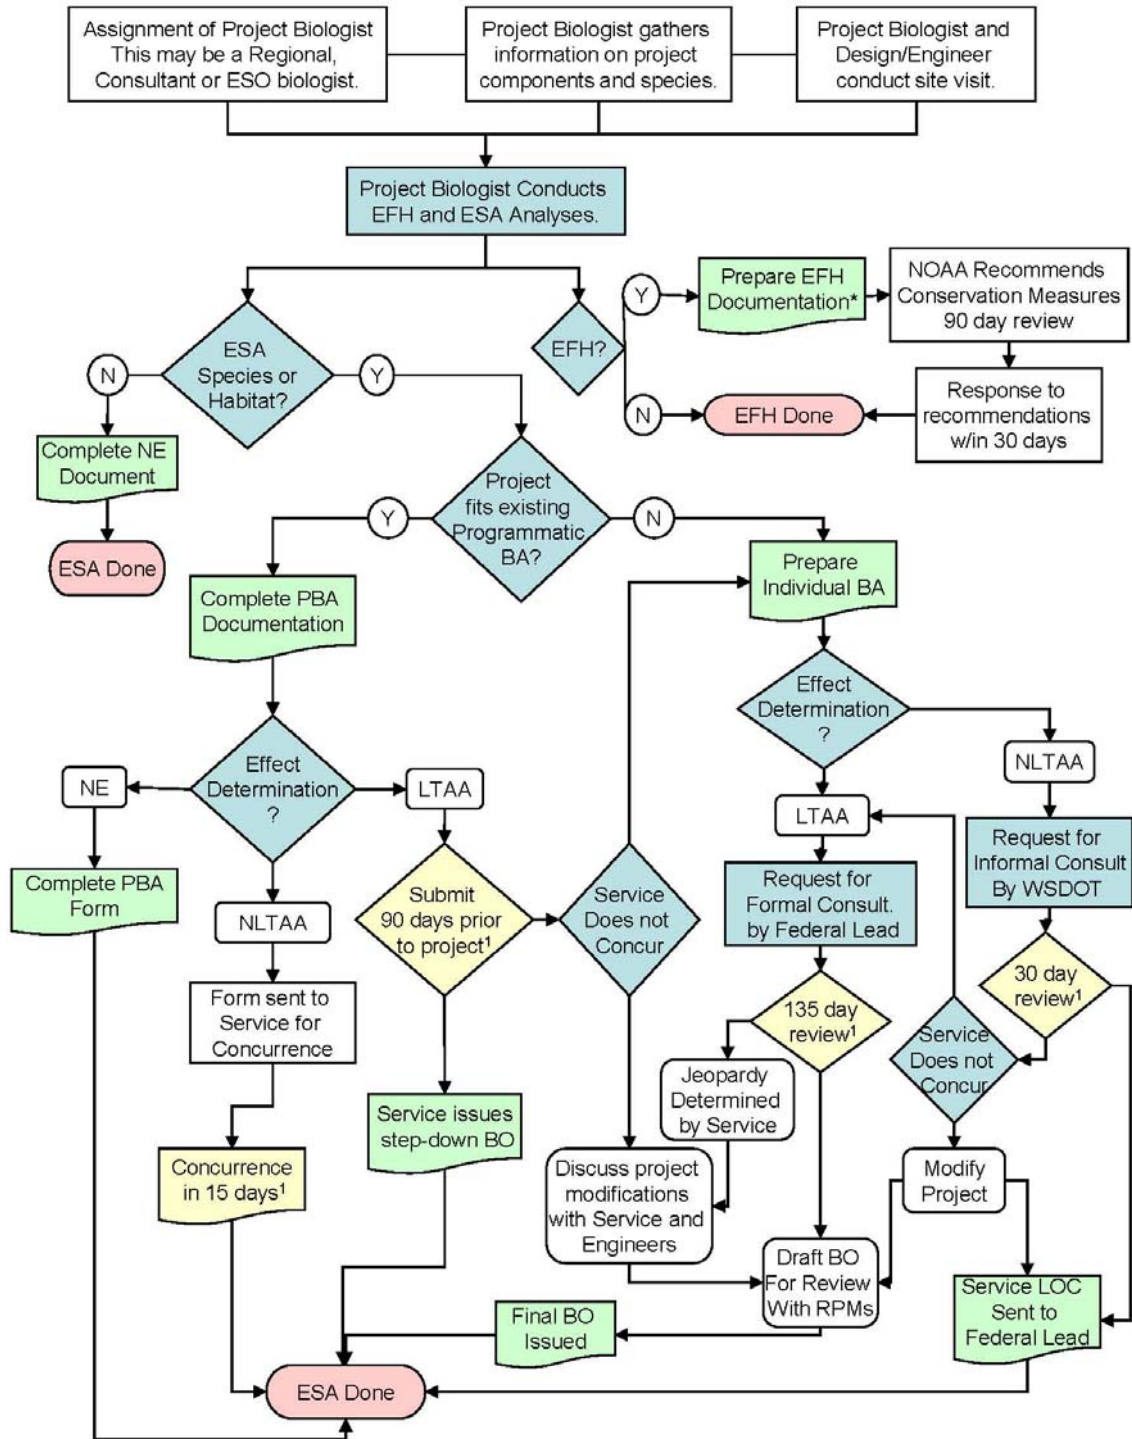 Assignment of Project Biologist
This may be a Regional,
Consultant or ESO biologist.
Project Biologist gathers
information on project
components and species.
Project Biologist and
Design/Engineer
conduct site visit.
Project Biologist Conducts
EFH and ESA Analyses.
ESA
Species or
Habitat?
N
Y
EFH?
Y
N
Prepare EFH
Documentation*
NOAA Recommends
Conservation Measures
90 day review
Response to
recommendations
w/in 30 days
EFH Done
Complete NE
Document
ESA Done
Project
fits existing
Programmatic
BA?
Y
N
Complete PBA
Documentation
Prepare
Individual BA
Effect
Determination
?
NE
LTAA
NLTAA
Complete PBA
Form
Form sent to
Service for
Concurrence
Concurrence
in 15 days¹
Submit
90 days prior
to project¹
Service issues
step-down BO
Service
Does not
Concur
Effect
Determination
?
LTAA
NLTAA
Request for
Formal Consult.
by Federal Lead
Request for
Informal Consult
By WSDOT
135 day
review¹
30 day
review¹
Jeopardy
Determined
by Service
Service
Does not
Concur
Discuss project
modifications
with Service and
Engineers
Modify
Project
Draft BO
For Review
With RPMs
Service LOC
Sent to
Federal Lead
Final BO
Issued
ESA Done